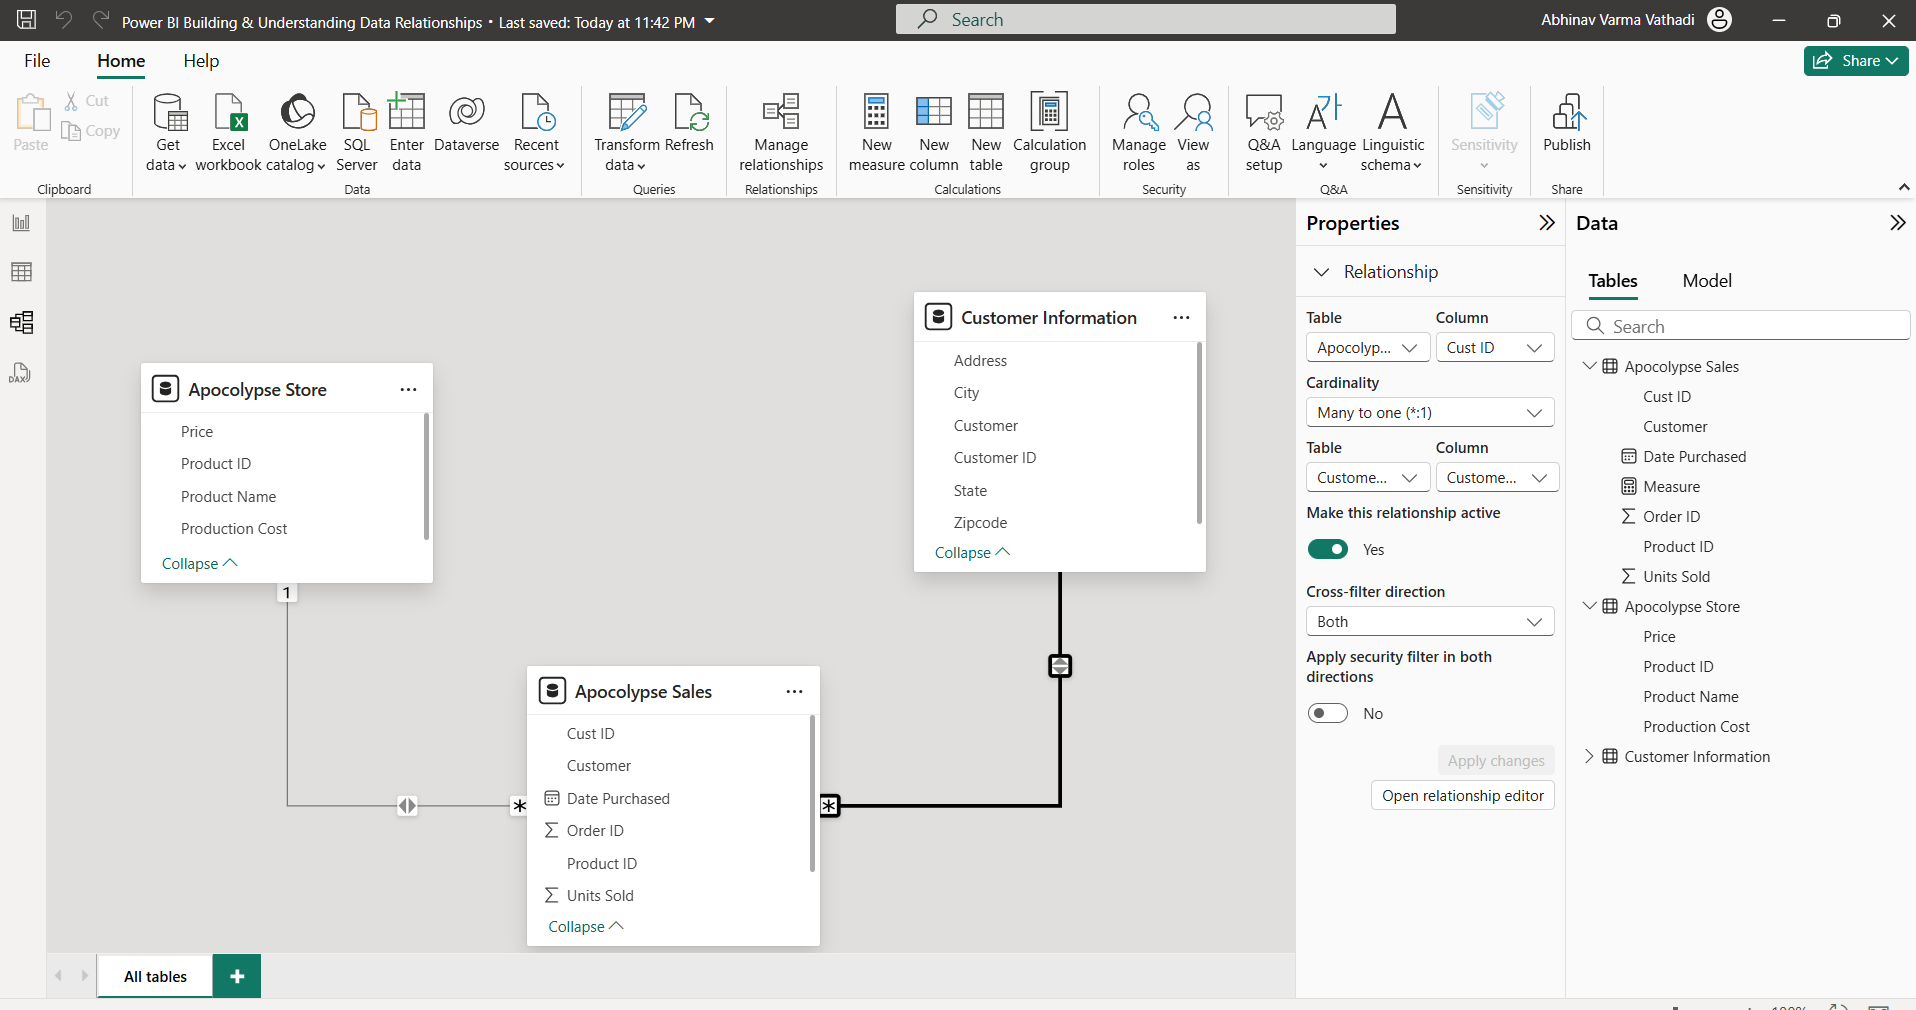 Power BI Building & Understanding Data Relationships • Last saved: Today at 11:42 PM
Search
Abhinav Varma Vathadi
File
Home
Help
Share
Paste
Cut
Copy
Clipboard
Get data
Excel workbook
OneLake catalog
SQL Server
Enter data
Dataverse
Recent sources
Data
Transform data
Refresh
Queries
Manage relationships
Relationships
New measure
New column
New table
Calculation group
Calculations
Manage roles
View as
Security
Q&A setup
Language
Linguistic schema
Q&A
Sensitivity
Sensitivity
Publish
Share
DAX
Apocolypse Store
Price
Product ID
Product Name
Production Cost
Collapse
1
Customer Information
Address
City
Customer
Customer ID
State
Zipcode
Collapse
Apocolypse Sales
Cust ID
Customer
Date Purchased
Order ID
Product ID
Units Sold
Collapse
*
*
All tables
+
Properties
Relationship
Table
Column
Apocolyp...
Cust ID
Cardinality
Many to one (*:1)
Table
Column
Custome...
Custome...
Make this relationship active
Yes
Cross-filter direction
Both
Apply security filter in both
directions
No
Apply changes
Open relationship editor
Data
Tables
Model
Search
Apocolypse Sales
Cust ID
Customer
Date Purchased
Measure
Order ID
Product ID
Units Sold
Apocolypse Store
Price
Product ID
Product Name
Production Cost
Customer Information